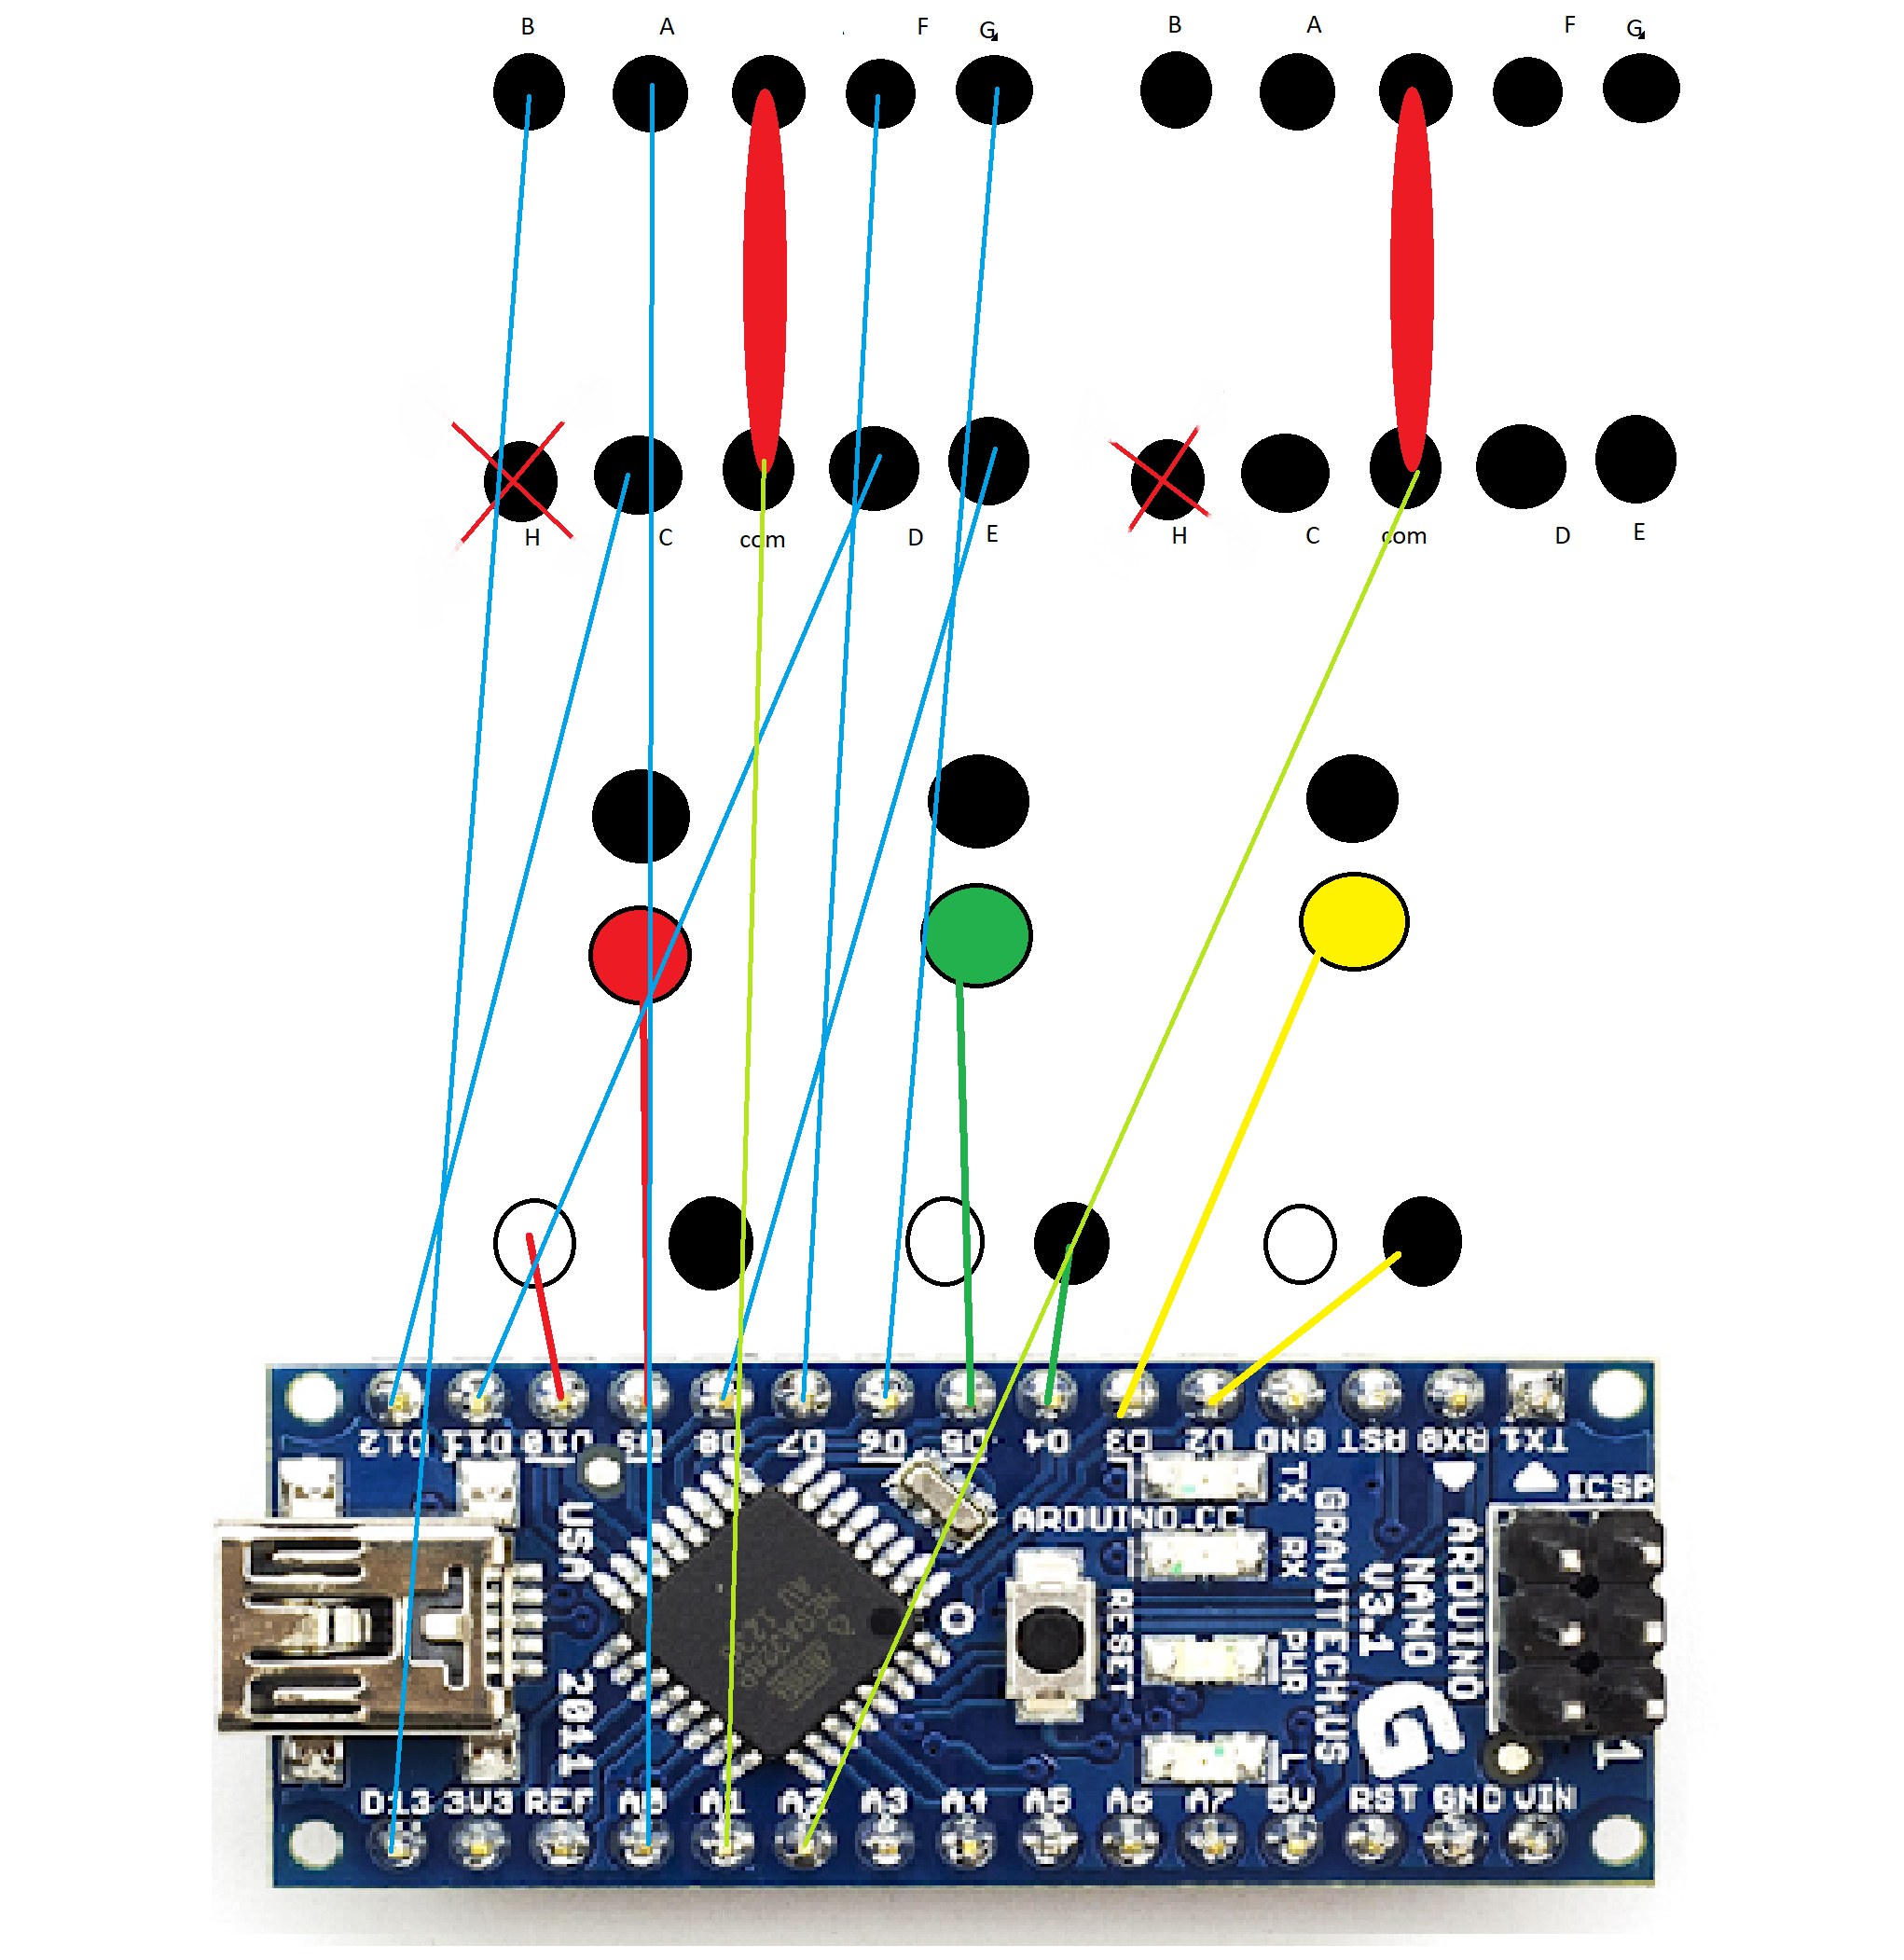 B A F G B A F G
H C com D E H C com D E
D12 D11 D10 D9 D8 D7 D6 D5 D4 D3 D2 GND RST RX0 TX1
ICSP
TX
RX
PWR
L
ARDUINO.CC
RESET
USA
2011
GRAVITECH.US
ARDUINO
NANO
V3.1
G
1
D13 3V3 REF A0 A1 A2 A3 A4 A5 A6 A7 5V RST GND VIN